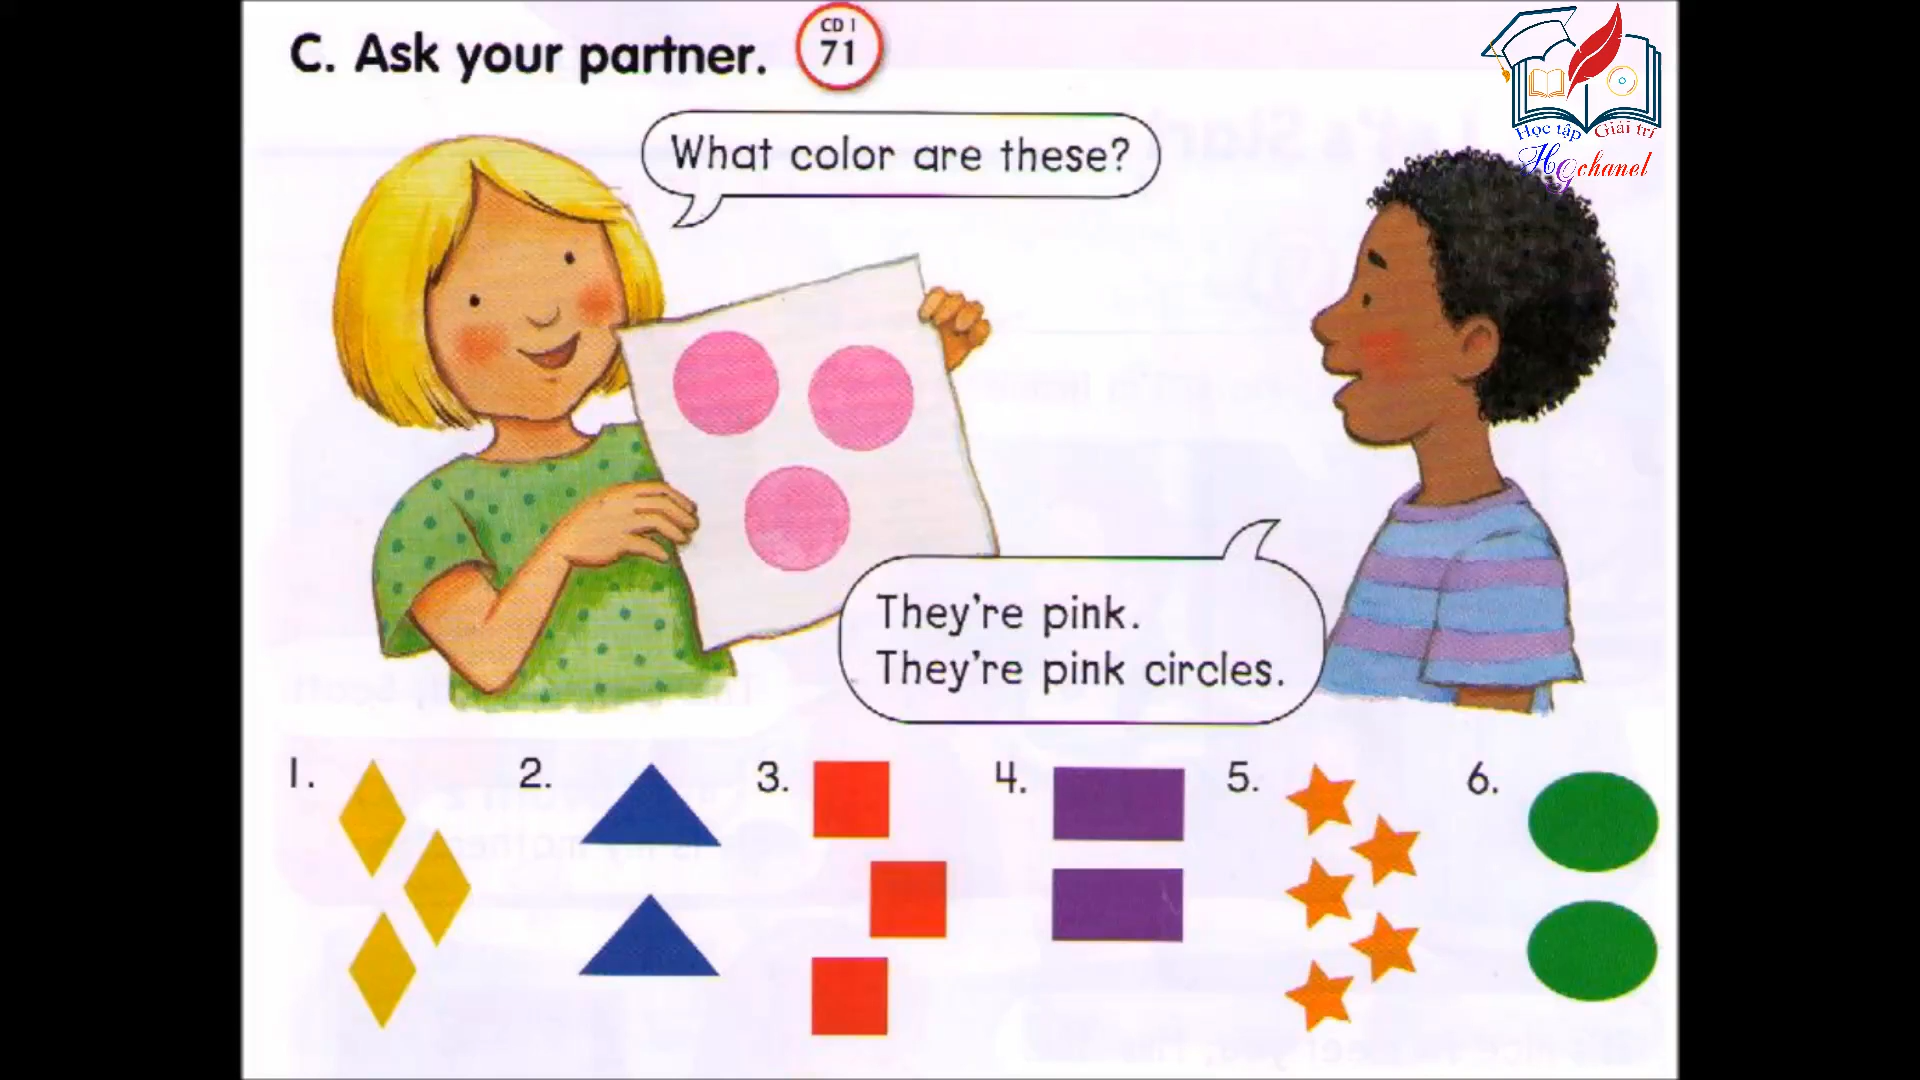 C. Ask your partner.
CD 1
71
Học tập Giải trí
HG chanel
What color are these?
They're pink.
They're pink circles.
1.
2.
3.
4.
5.
6.